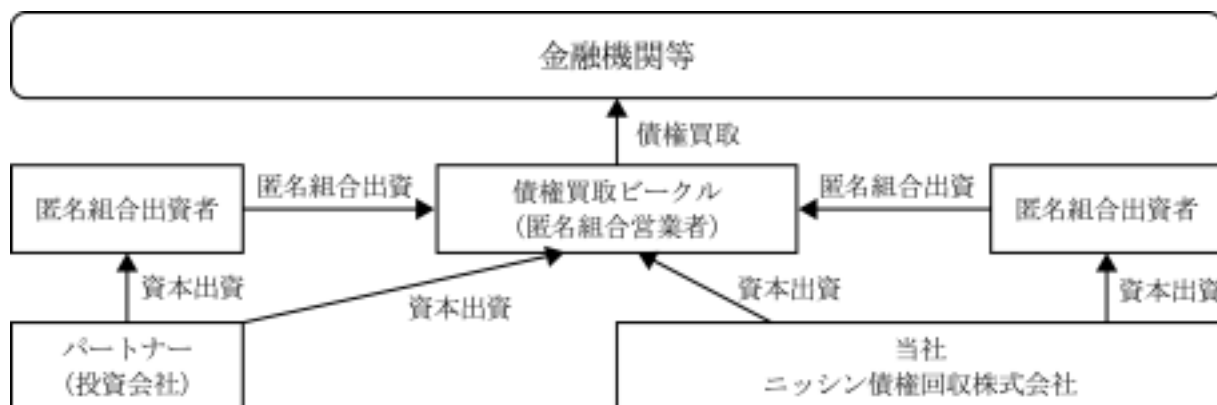 金融機関等
債権買取
匿名組合出資者
匿名組合出資
債権買取ビークル
（匿名組合営業者）
匿名組合出資
匿名組合出資者
資本出資
資本出資
資本出資
資本出資
パートナー
（投資会社）
当社
ニッシン債権回収株式会社